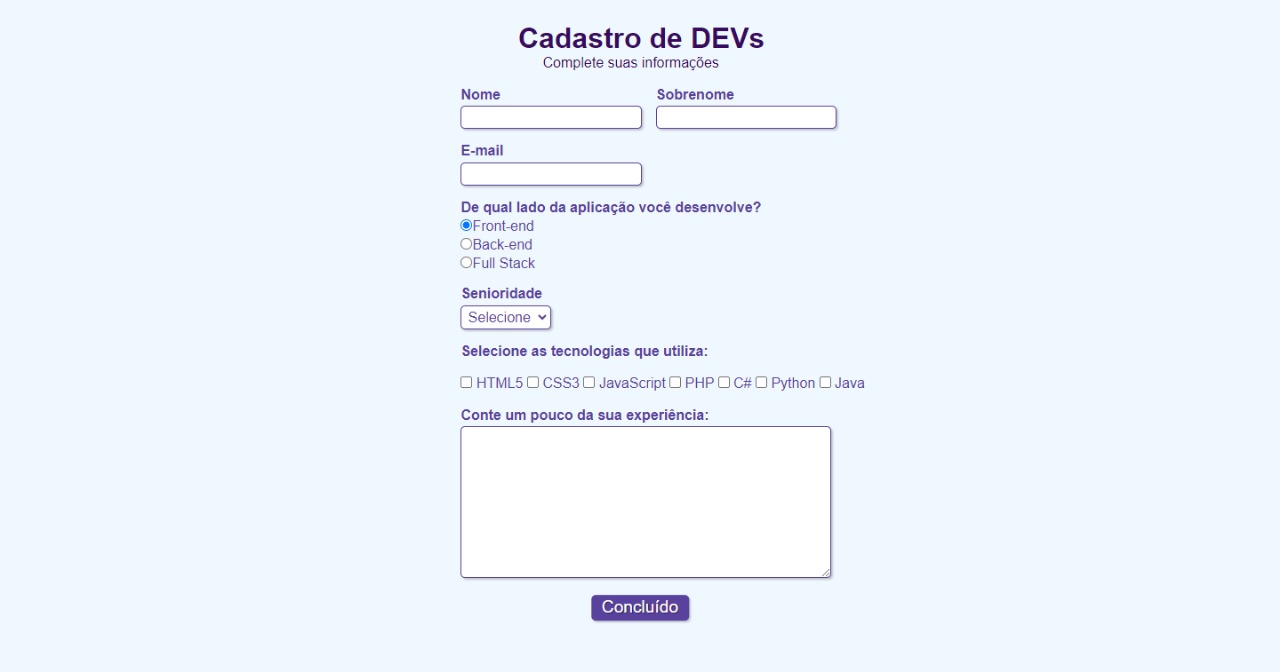 Cadastro de DEVs
Complete suas informações
Nome Sobrenome
E-mail
De qual lado da aplicação você desenvolve?
Front-end
Back-end
Full Stack
Senioridade
Selecione
Selecione as tecnologias que utiliza:
HTML5 CSS3 JavaScript PHP C# Python Java
Conte um pouco da sua experiência:
Concluído